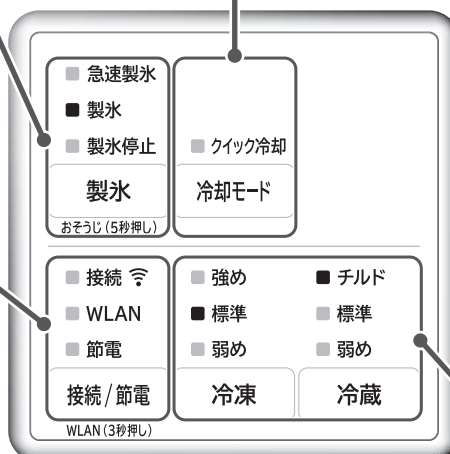 急速製氷
製氷
製氷停止
製氷
おそうじ（5秒押し）
クイック冷却
冷却モード
接続
WLAN
節電
接続/節電
WLAN（3秒押し）
強め
標準
弱め
冷凍
チルド
標準
弱め
冷蔵